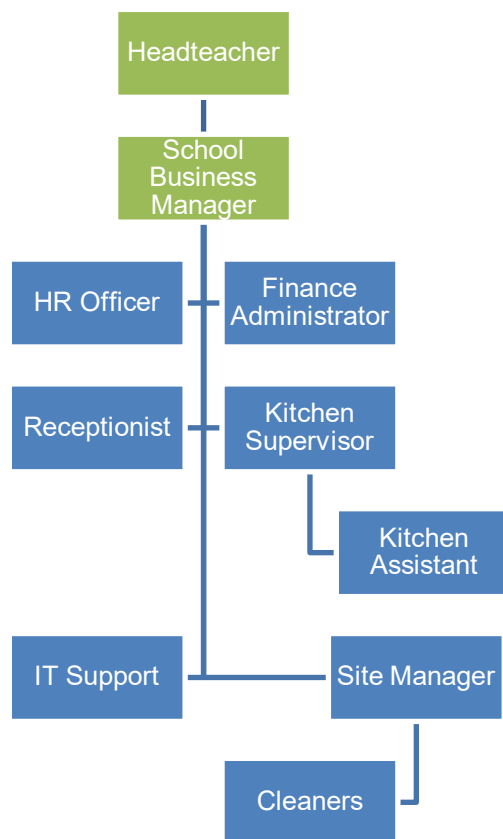 Headteacher
School
Business
Manager
HR Officer
Finance
Administrator
Receptionist
Kitchen
Supervisor
Kitchen
Assistant
IT Support
Site Manager
Cleaners